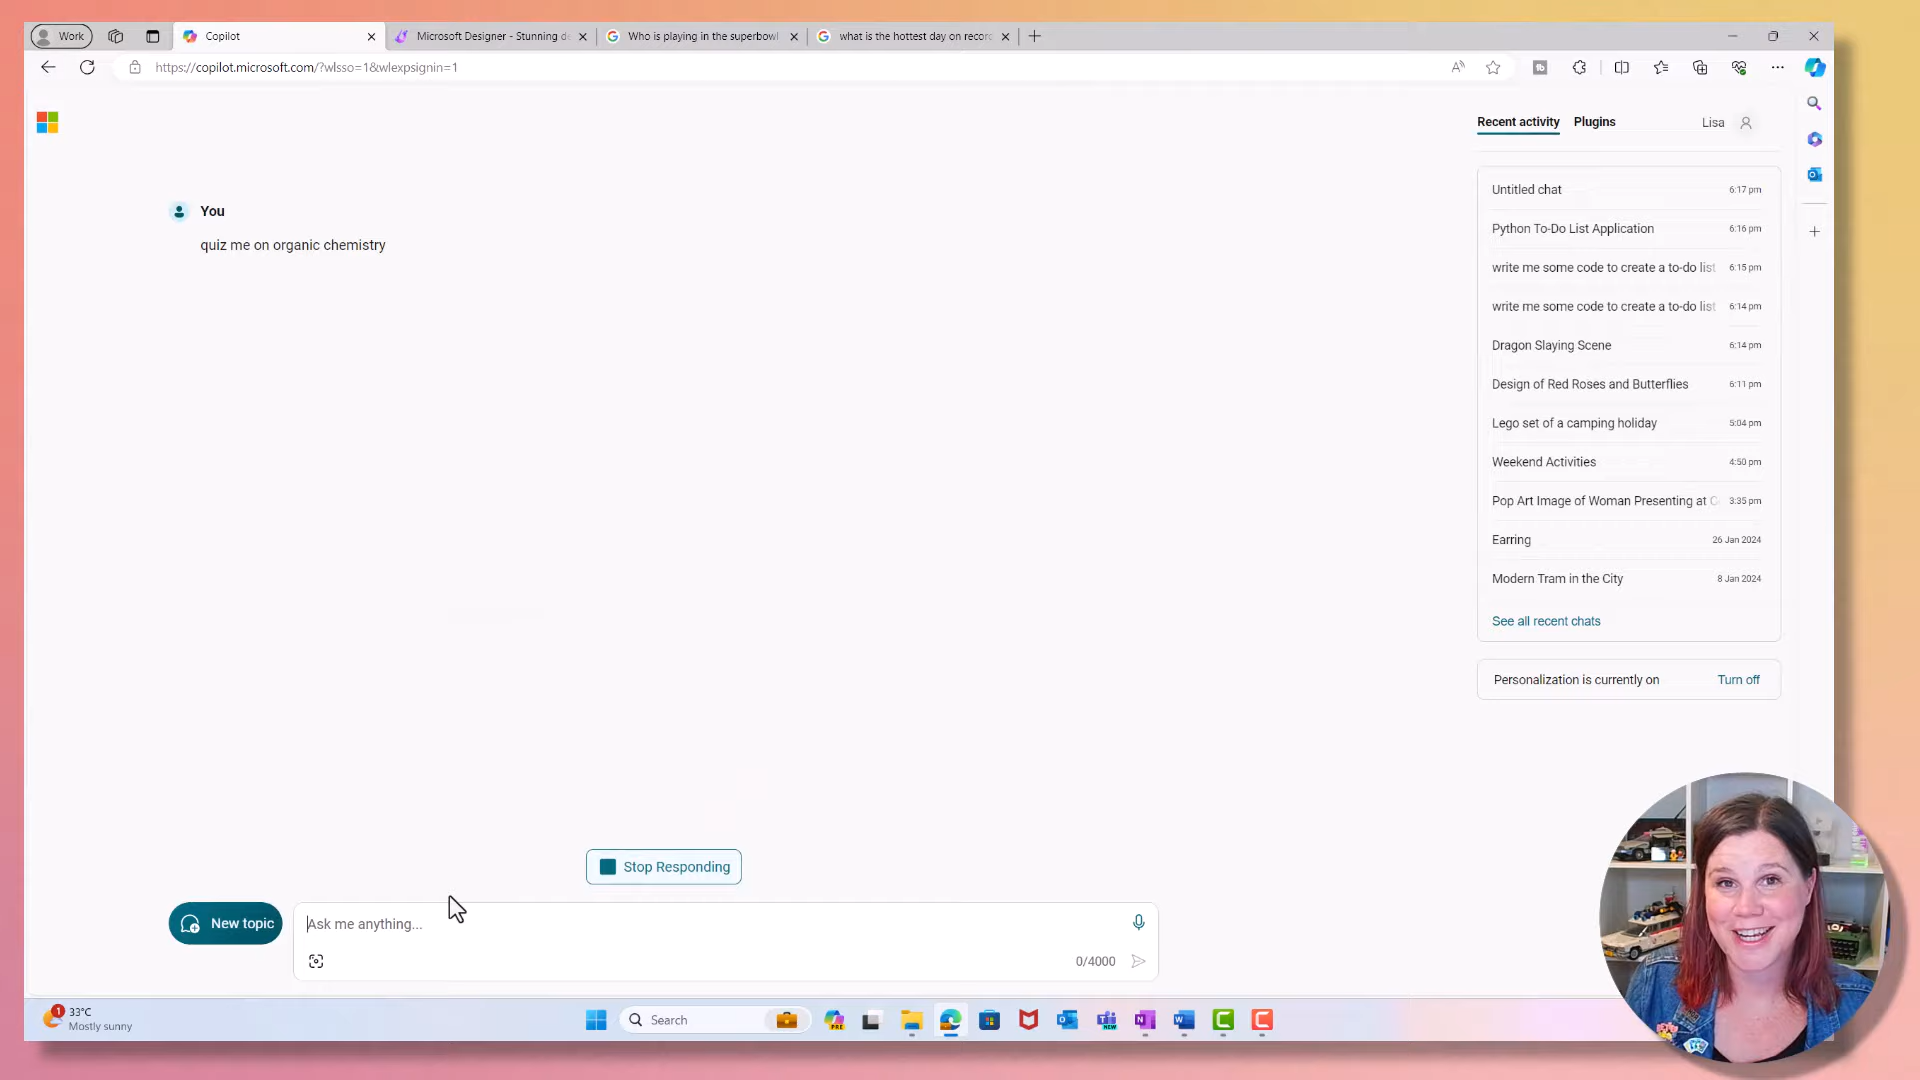 Work
Copilot
Microsoft Designer - Stunning de
Who is playing in the superbowl
what is the hottest day on record
https://copilot.microsoft.com/?wlsso=1&wlexpsignin=1
Recent activity
Plugins
Lisa
You
quiz me on organic chemistry
Untitled chat 6:17 pm
Python To-Do List Application 6:16 pm
write me some code to create a to-do list 6:15 pm
write me some code to create a to-do list 6:14 pm
Dragon Slaying Scene 6:14 pm
Design of Red Roses and Butterflies 6:11 pm
Lego set of a camping holiday 5:04 pm
Weekend Activities 4:50 pm
Pop Art Image of Woman Presenting at C 3:35 pm
Earring 26 Jan 2024
Modern Tram in the City 8 Jan 2024
See all recent chats
Personalization is currently on Turn off
Stop Responding
New topic
Ask me anything...
0/4000
1
33°C
Mostly sunny
Search
PRE
NEW